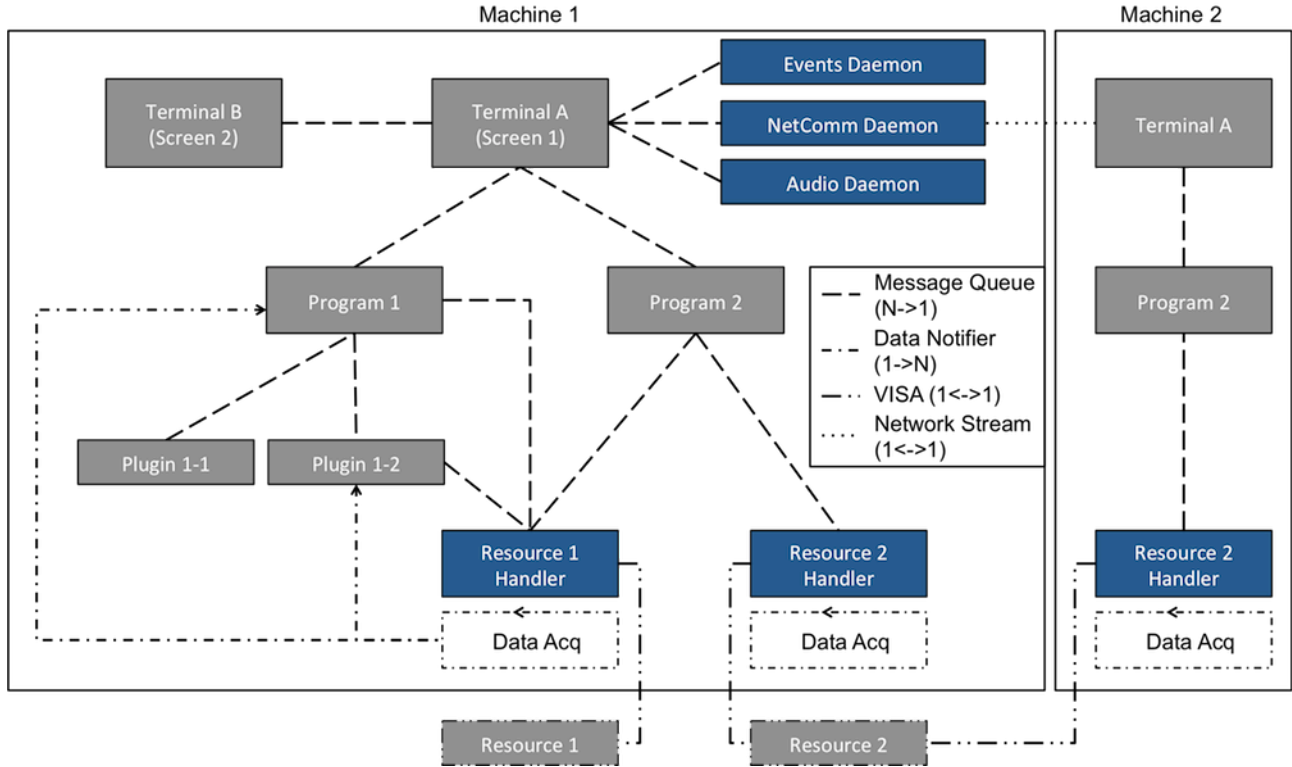 Machine 1
Machine 2
Events Daemon
Terminal B
(Screen 2)
Terminal A
(Screen 1)
NetComm Daemon
Terminal A
Audio Daemon
Program 1
Program 2
Message Queue
(N->1)
Data Notifier
(1->N)
VISA (1<->1)
Network Stream
(1<->1)
Program 2
Plugin 1-1
Plugin 1-2
Resource 1
Handler
Resource 2
Handler
Resource 2
Handler
Data Acq
Data Acq
Data Acq
Resource 1
Resource 2